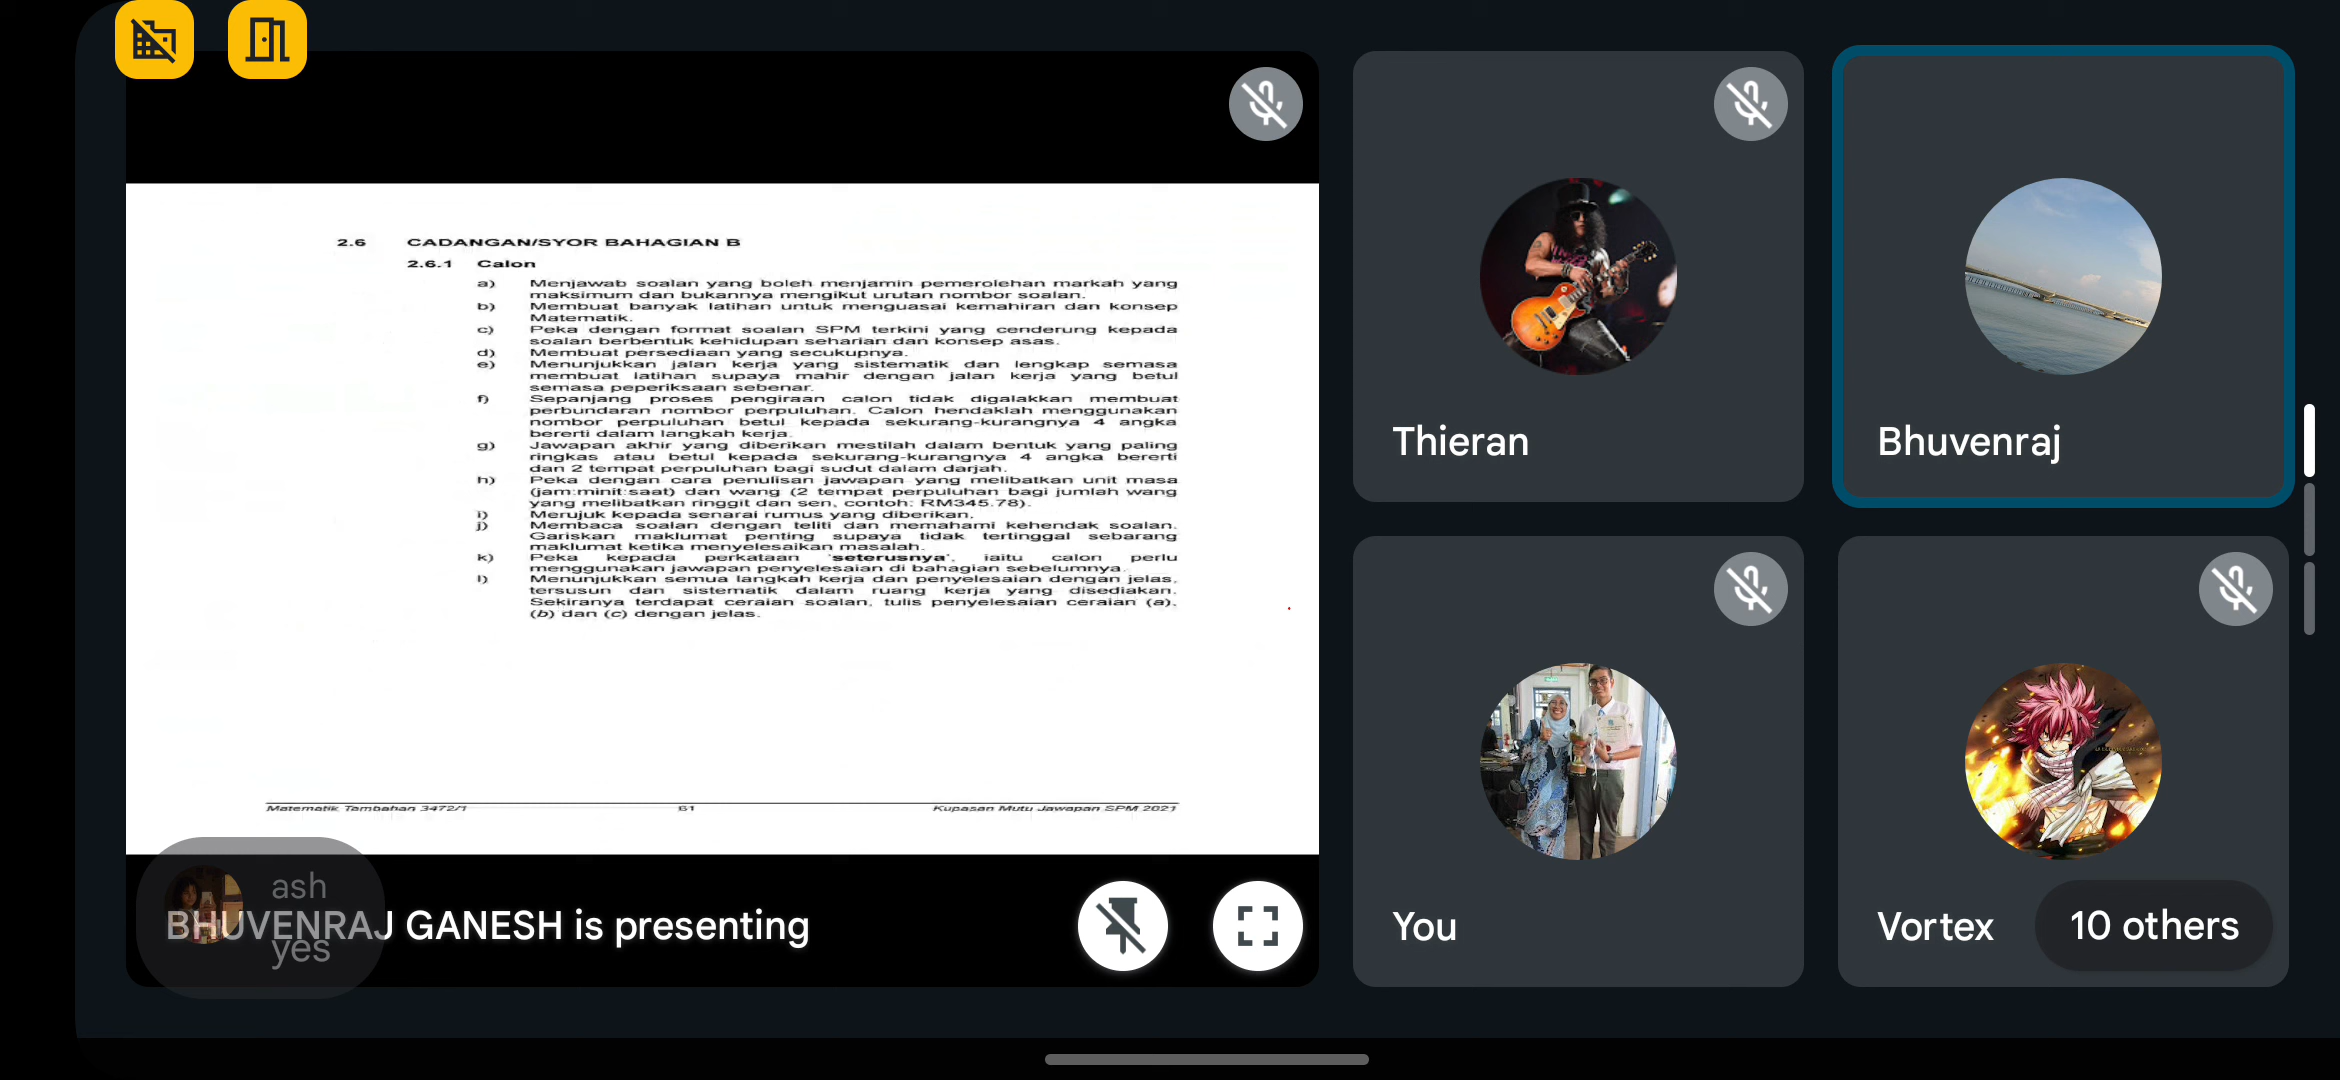 2.6 CADANGAN/SYOR BAHAGIAN B
2.6.1 Calon
a) Menjawab soalan yang boleh menjamin pemerolehan markah yang
maksimum dan bukannya mengikut urutan nombor soalan.
b) Membuat banyak latihan untuk menguasai kemahiran dan konsep
Matematik.
c) Peka dengan format soalan SPM terkini yang cenderung kepada
soalan berbentuk kehidupan seharian dan konsep asas.
d) Membuat persediaan yang secukupnya.
e) Menunjukkan jalan kerja yang sistematik dan lengkap semasa
membuat latihan supaya mahir dengan jalan kerja yang betul
semasa peperiksaan sebenar.
f) Sepanjang proses pengiraan calon tidak digalakkan membuat
perbundaran nombor perpuluhan. Calon hendaklah menggunakan
nombor perpuluhan betul kepada sekurang-kurangnya 4 angka
bererti dalam langkah kerja.
g) Jawapan akhir yang diberikan mestilah dalam bentuk yang paling
ringkas atau betul kepada sekurang-kurangnya 4 angka bererti
dan 2 tempat perpuluhan bagi sudut dalam darjah.
h) Peka dengan cara penulisan jawapan yang melibatkan unit masa
(jam:minit:saat) dan wang (2 tempat perpuluhan bagi jumlah wang
yang melibatkan ringgit dan sen, contoh: RM345.78).
i) Merujuk kepada senarai rumus yang diberikan.
j) Membaca soalan dengan teliti dan memahami kehendak soalan.
Gariskan maklumat penting supaya tidak tertinggal sebarang
maklumat ketika menyelesaikan masalah.
k) Peka kepada perkataan 'seterusnya', iaitu calon perlu
menggunakan jawapan penyelesaian di bahagian sebelumnya.
l) Menunjukkan semua langkah kerja dan penyelesaian dengan jelas,
tersusun dan sistematik dalam ruang kerja yang disediakan.
Sekiranya terdapat ceraian soalan, tulis penyelesaian ceraian (a),
(b) dan (c) dengan jelas.
Matematik Tambahan 3472/1 61 Kupasan Mutu Jawapan SPM 2021
ash
yes
BHUVENRAJ GANESH is presenting
Thieran
Bhuvenraj
You
Vortex
10 others